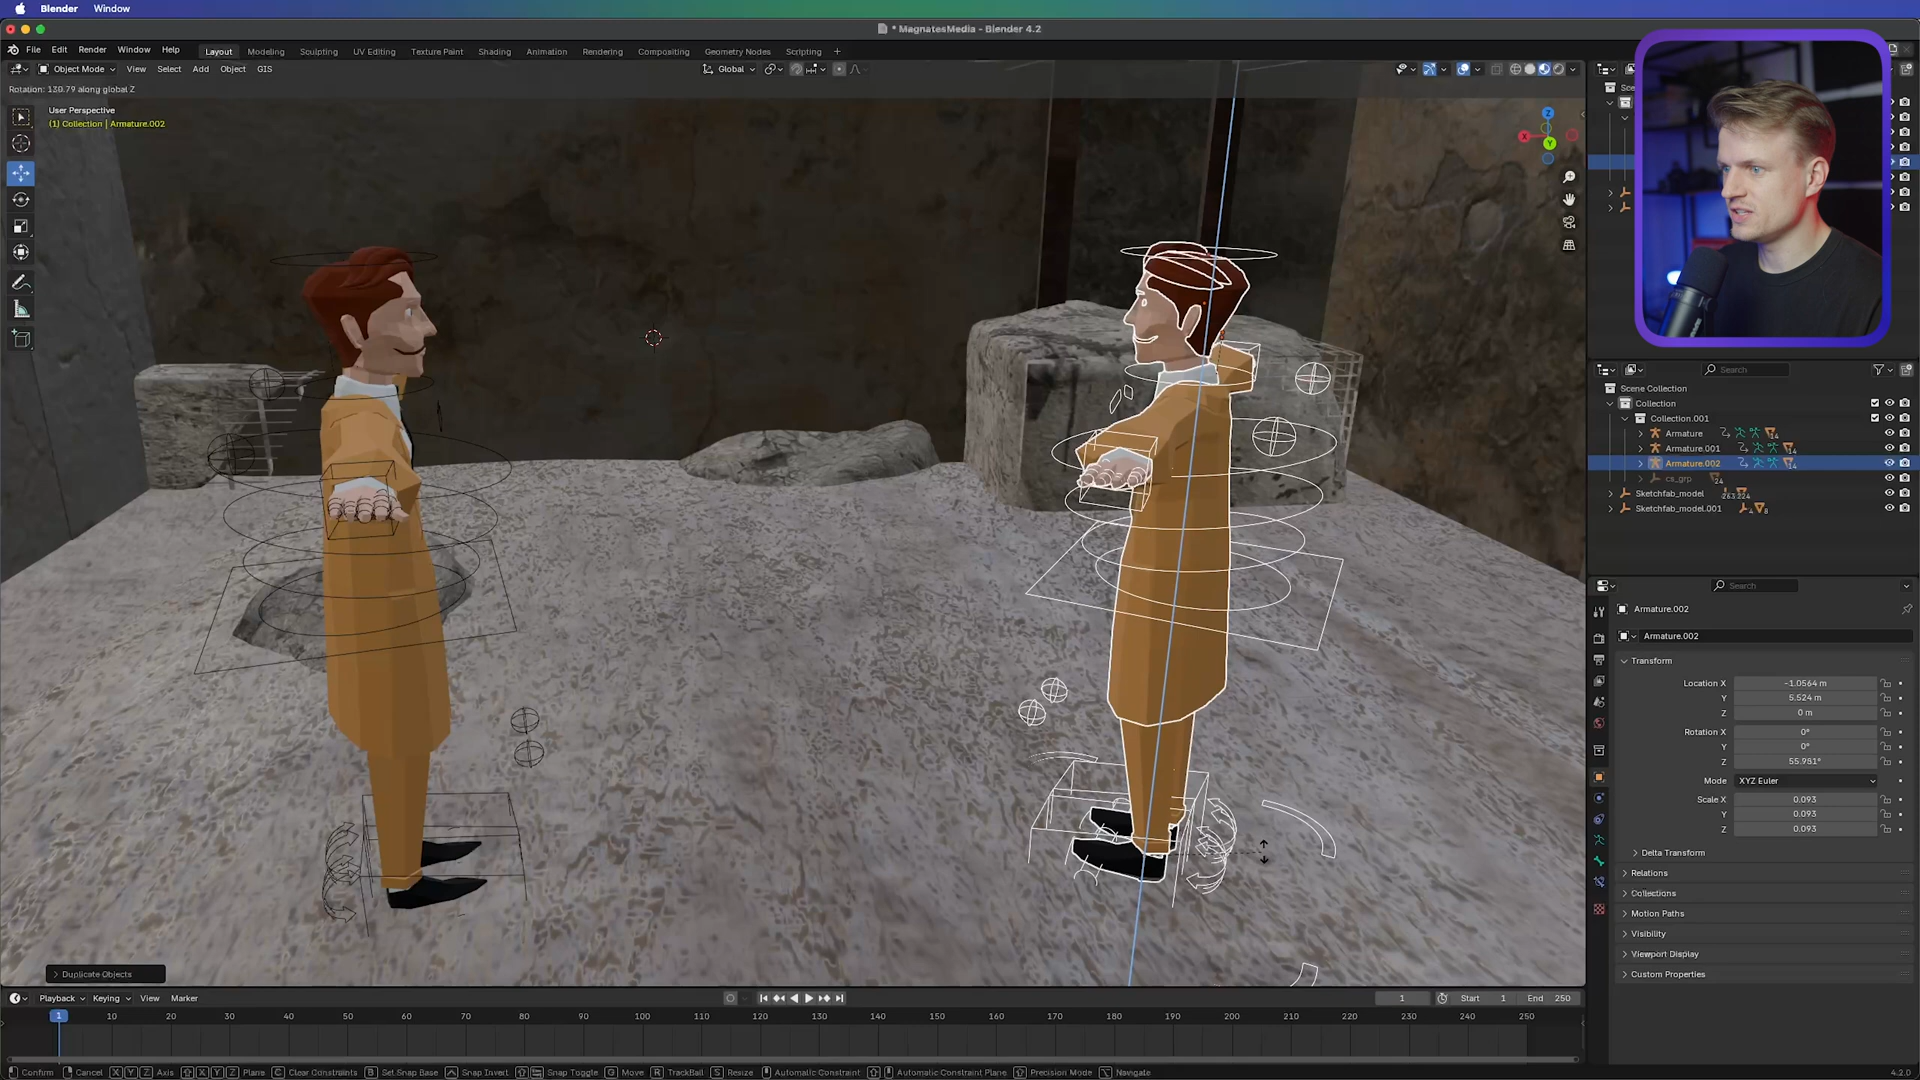 Blender Window
* MagnatesMedia - Blender 4.2
File Edit Render Window Help Layout Modeling Sculpting UV Editing Texture Paint Shading Animation Rendering Compositing Geometry Nodes Scripting +
Object Mode View Select Add Object GIS Global
Rotation: 130.79 along global Z
User Perspective
(1) Collection | Armature.002
Z
X
Y
Search
Scene Collection
Collection
Collection.001
Armature
Armature.001
Armature.002
cs_grp
Sketchfab_model
Sketchfab_model.001
Search
Armature.002
Armature.002
Transform
Location X -1.0564 m
Y 5.524 m
Z 0 m
Rotation X 0°
Y 0°
Z 55.981°
Mode XYZ Euler
Scale X 0.093
Y 0.093
Z 0.093
Delta Transform
Relations
Collections
Motion Paths
Visibility
Viewport Display
Custom Properties
Duplicate Objects
Playback Keying View Marker 1 Start 1 End 250
1 10 20 30 40 50 60 70 80 90 100 110 120 130 140 150 160 170 180 190 200 210 220 230 240 250
Confirm Cancel X Y Z Axis X Y Z Plane C Clear Constraints B Set Snap Base Snap Invert Snap Toggle G Move R TrackBall S Resize Automatic Constraint Automatic Constraint Plane Precision Mode Navigate 4.2.0